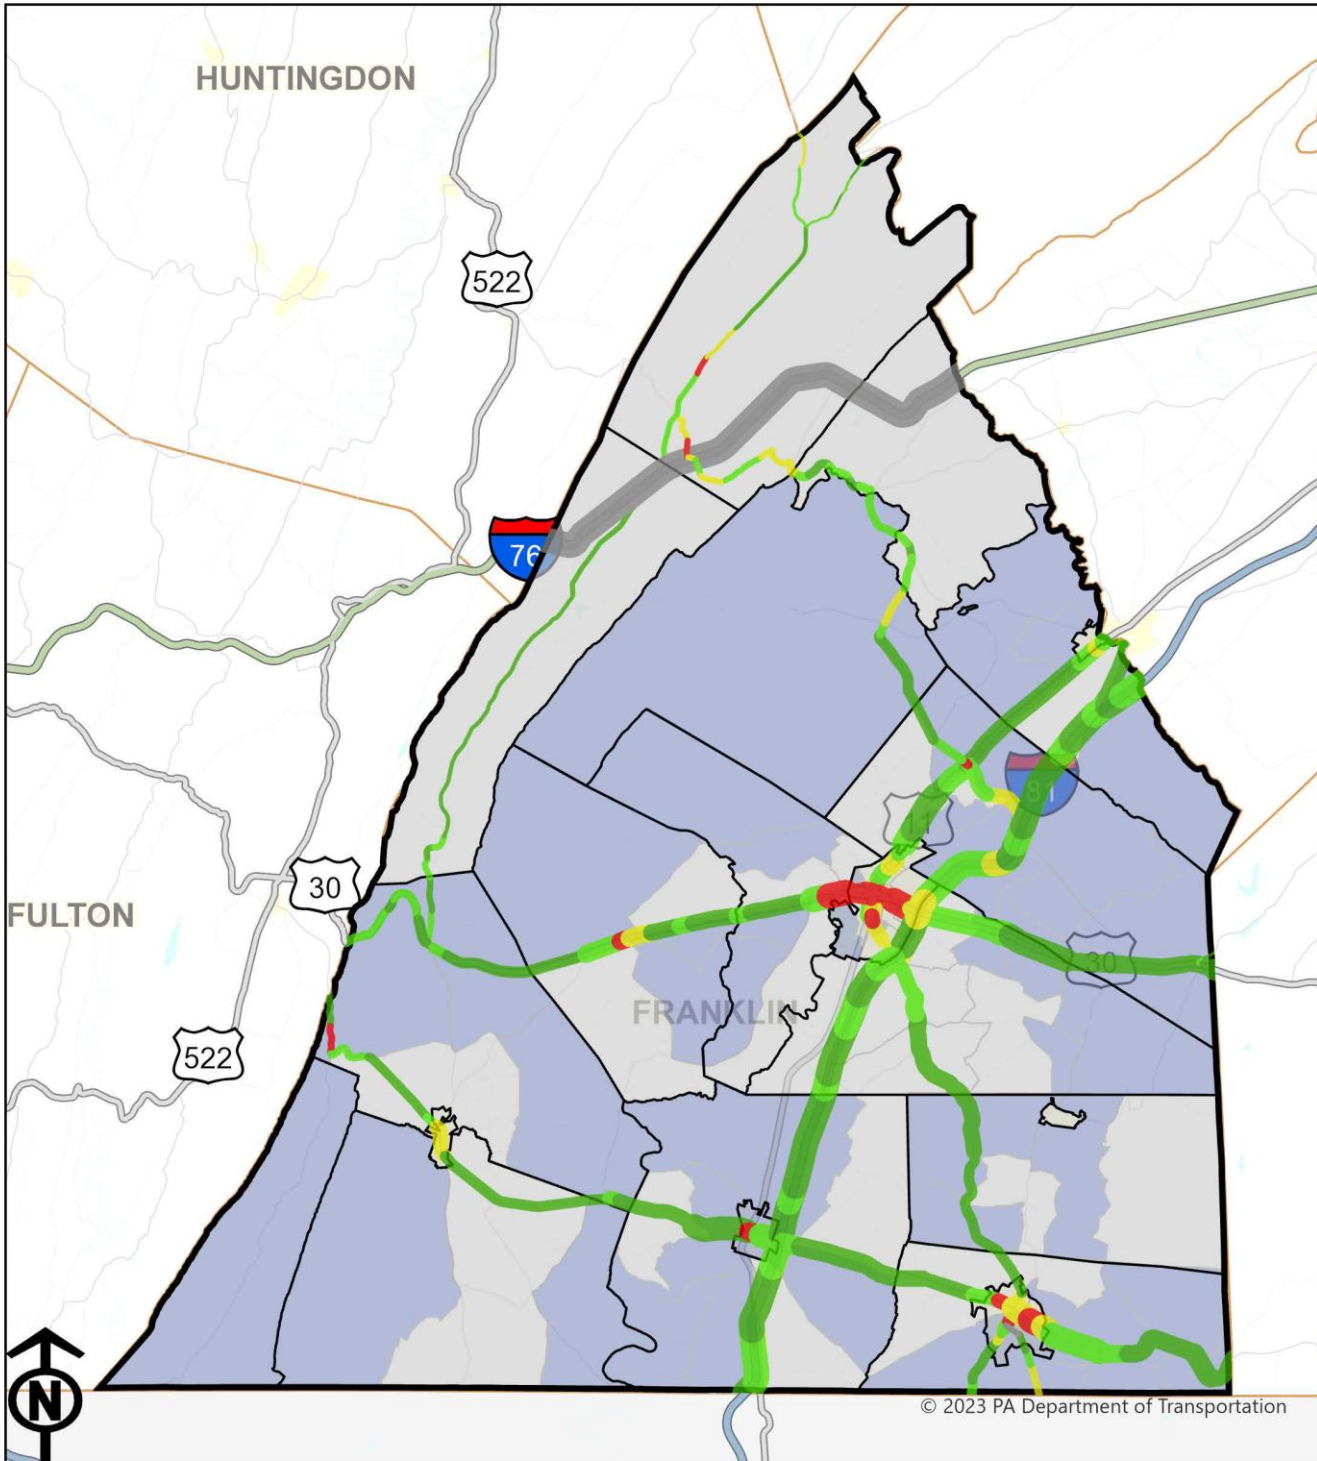 HUNTINGDON
522
76
81
11
30
FULTON
30
FRANKLIN
522
N
© 2023 PA Department of Transportation